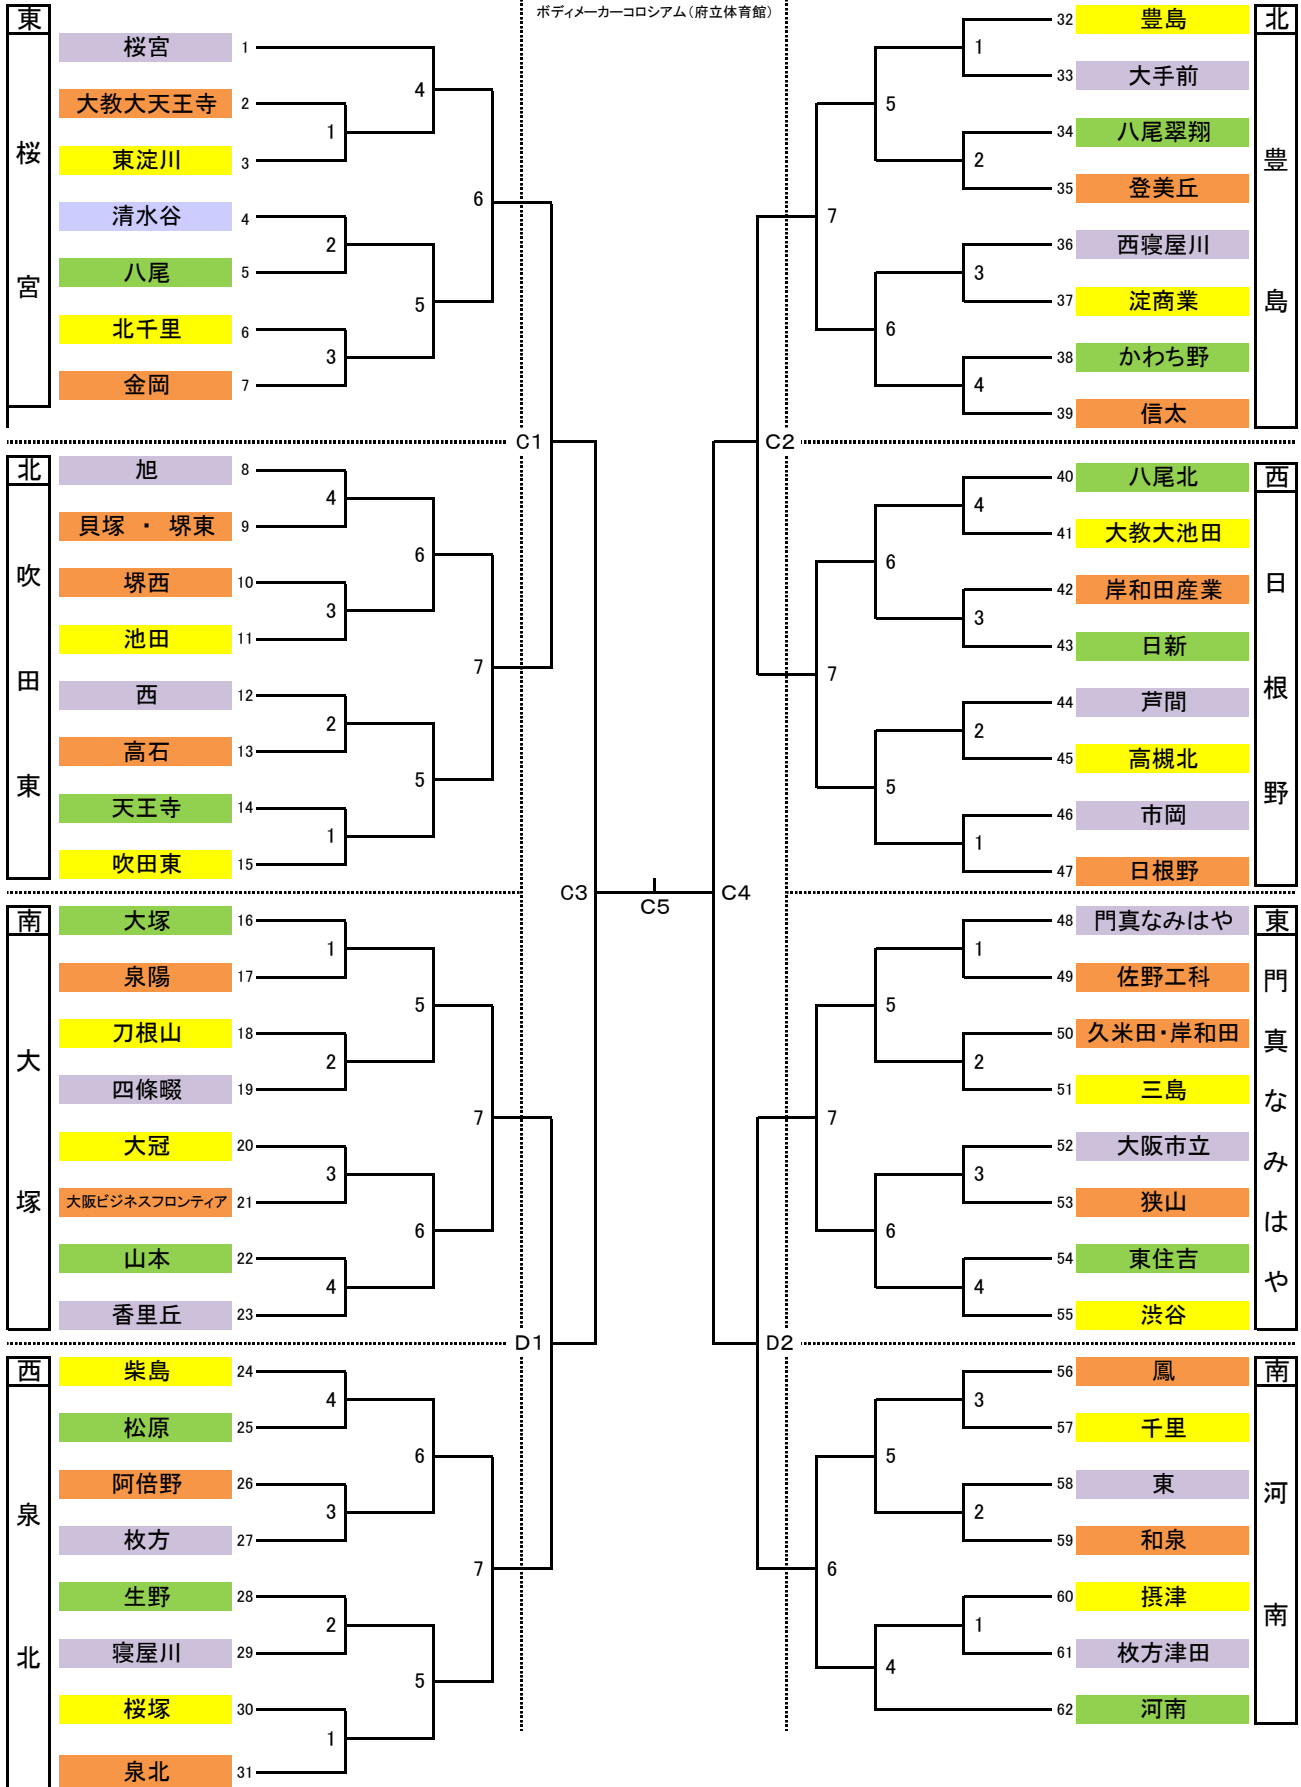 ボディメーカーコロシアム(府立体育館)
東
桜宮
桜宮 1
大教大天王寺 2
東淀川 3
清水谷 4
八尾 5
北千里 6
金岡 7
1
2
3
4
5
6
北
吹田東
旭 8
貝塚 ・ 堺東 9
堺西 10
池田 11
西 12
高石 13
天王寺 14
吹田東 15
4
3
2
1
6
5
7
C1
南
大塚
大塚 16
泉陽 17
刀根山 18
四條畷 19
大冠 20
大阪ビジネスフロンティア 21
山本 22
香里丘 23
1
2
3
4
5
6
7
西
泉北
柴島 24
松原 25
阿倍野 26
枚方 27
生野 28
寝屋川 29
桜塚 30
泉北 31
4
3
2
1
6
5
7
D1
C3
C5
C4
北
豊島
32 豊島
33 大手前
34 八尾翠翔
35 登美丘
36 西寝屋川
37 淀商業
38 かわち野
39 信太
1
2
3
4
5
6
7
C2
西
日根野
40 八尾北
41 大教大池田
42 岸和田産業
43 日新
44 芦間
45 高槻北
46 市岡
47 日根野
4
3
2
1
6
5
7
東
門真なみはや
48 門真なみはや
49 佐野工科
50 久米田・岸和田
51 三島
52 大阪市立
53 狭山
54 東住吉
55 渋谷
1
2
3
4
5
6
7
D2
南
河南
56 鳳
57 千里
58 東
59 和泉
60 摂津
61 枚方津田
62 河南
3
2
1
5
4
6